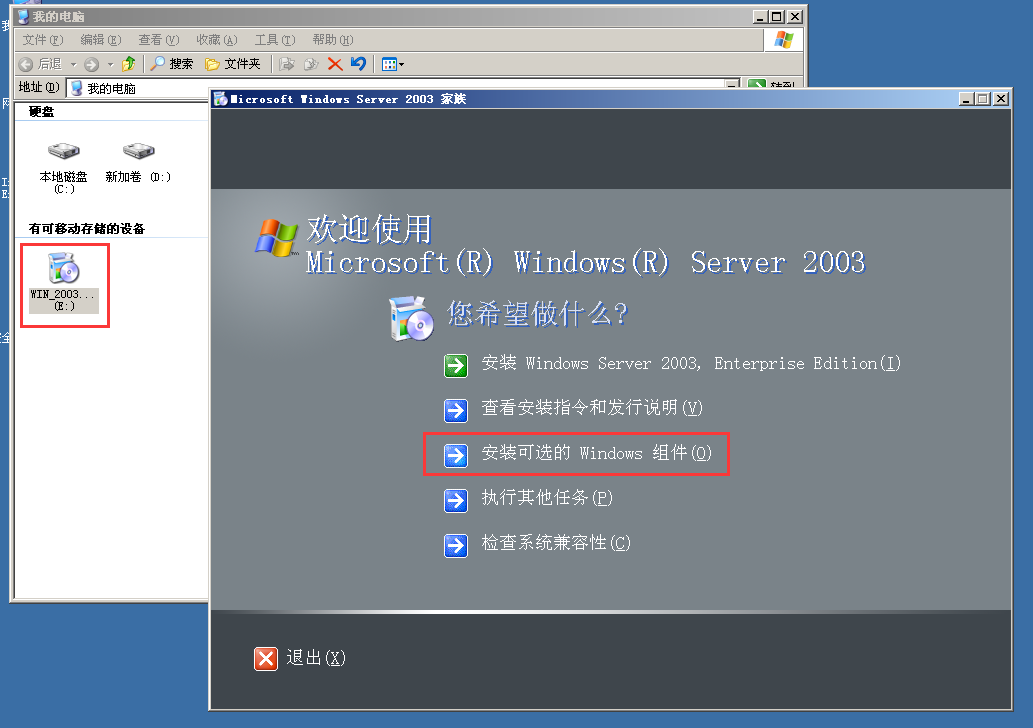 我的电脑
文件(F) 编辑(E) 查看(V) 收藏(A) 工具(T) 帮助(H)
后退 搜索 文件夹
地址(D) 我的电脑 转到
硬盘
本地磁盘 (C:)
新加卷 (D:)
有可移动存储的设备
WIN_2003... (E:)
Microsoft Windows Server 2003 家族
欢迎使用
Microsoft(R) Windows(R) Server 2003
您希望做什么?
安装 Windows Server 2003, Enterprise Edition(I)
查看安装指令和发行说明(V)
安装可选的 Windows 组件(O)
执行其他任务(P)
检查系统兼容性(C)
退出(X)